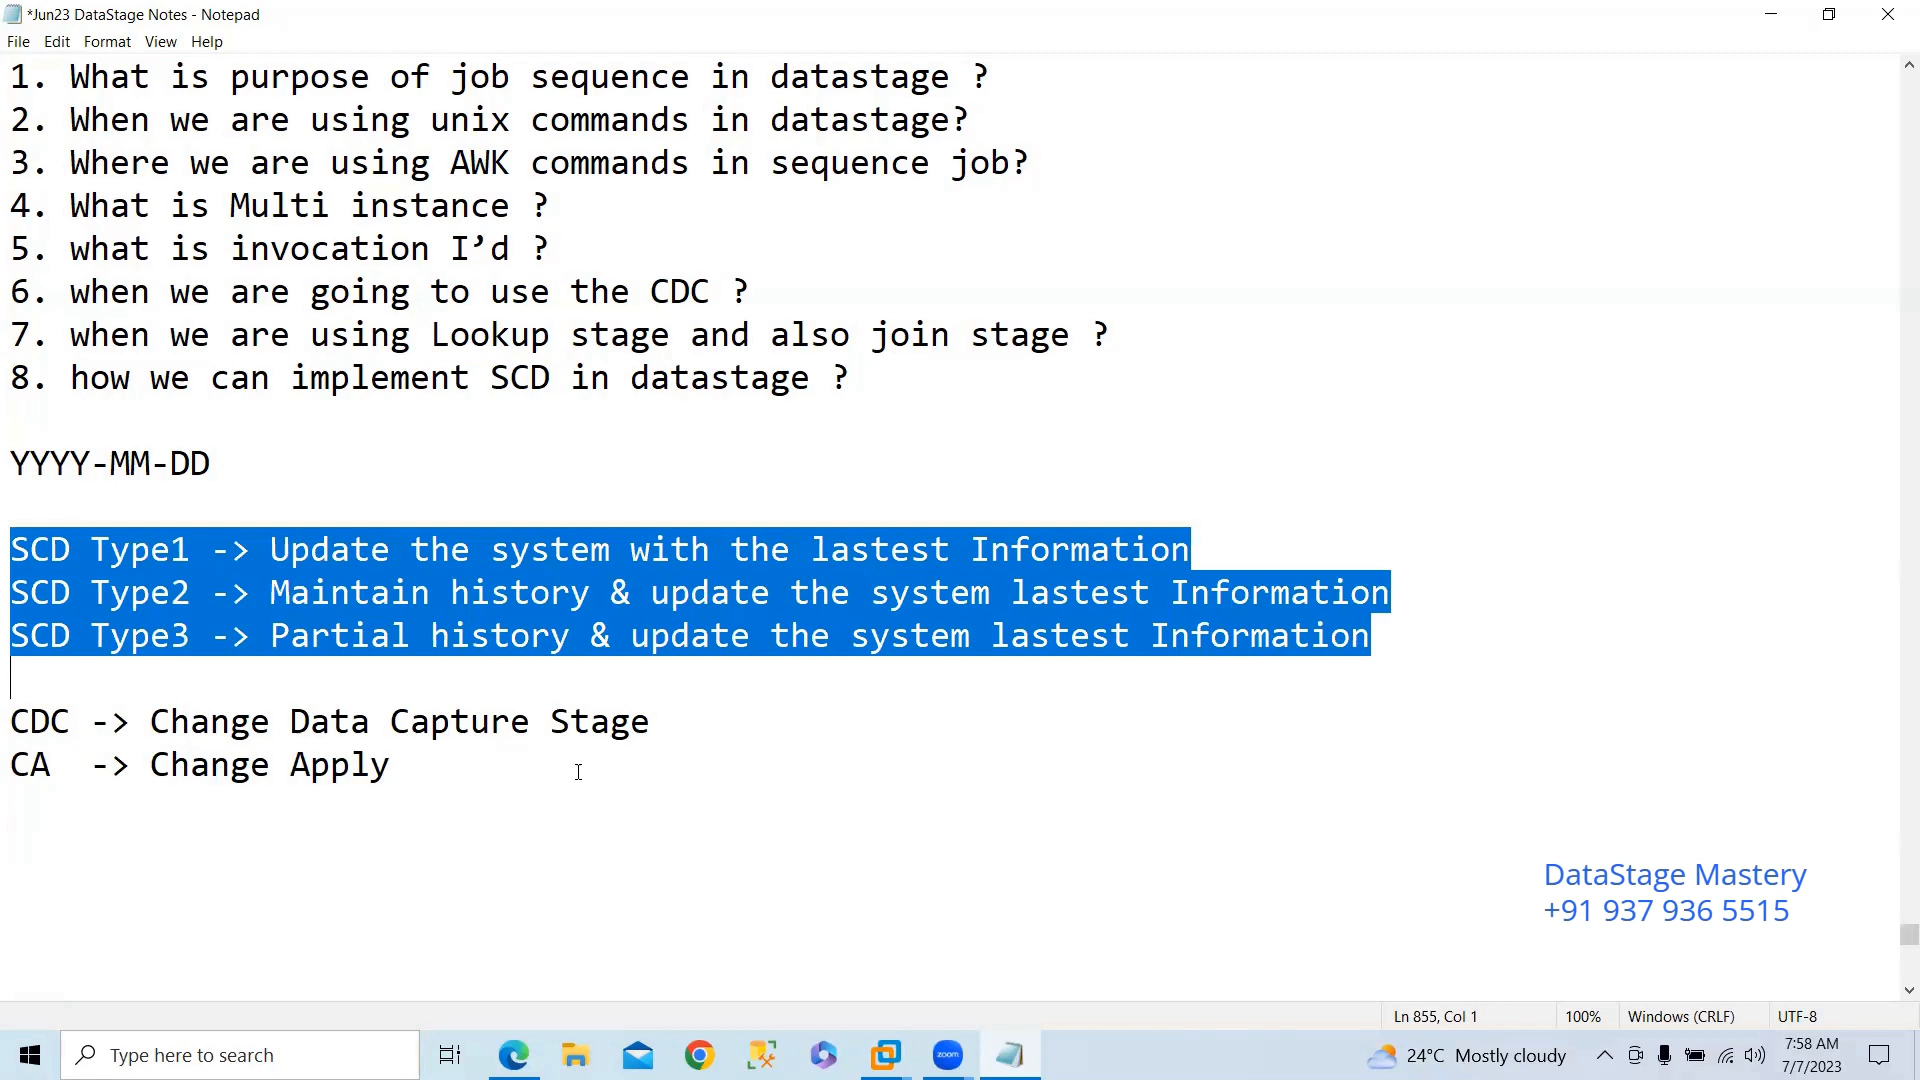 *Jun23 DataStage Notes - Notepad
File Edit Format View Help
1. What is purpose of job sequence in datastage ?
2. When we are using unix commands in datastage?
3. Where we are using AWK commands in sequence job?
4. What is Multi instance ?
5. what is invocation I’d ?
6. when we are going to use the CDC ?
7. when we are using Lookup stage and also join stage ?
8. how we can implement SCD in datastage ?
YYYY-MM-DD
SCD Type1 -> Update the system with the lastest Information
SCD Type2 -> Maintain history & update the system lastest Information
SCD Type3 -> Partial history & update the system lastest Information
CDC -> Change Data Capture Stage
CA -> Change Apply
DataStage Mastery
+91 937 936 5515
Ln 855, Col 1 100% Windows (CRLF) UTF-8
Type here to search
zoom
24°C Mostly cloudy
7:58 AM
7/7/2023